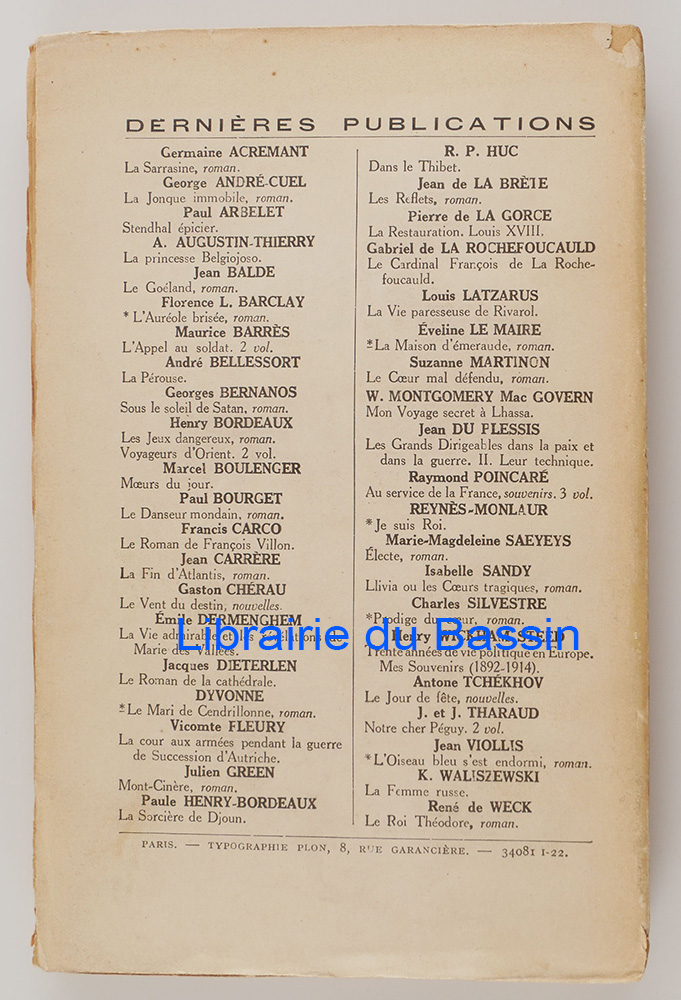 DERNIÈRES PUBLICATIONS
Germaine ACREMANT
La Sarrasine, roman.
George ANDRÉ-CUEL
La Jonque immobile, roman.
Paul ARBELET
Stendhal épicier.
A. AUGUSTIN-THIERRY
La princesse Belgiojoso.
Jean BALDE
Le Goéland, roman.
Florence L. BARCLAY
* L'Auréole brisée, roman.
Maurice BARRÈS
L'Appel au soldat. 2 vol.
André BELLESSORT
La Pérouse.
Georges BERNANOS
Sous le soleil de Satan, roman.
Henry BORDEAUX
Les Jeux dangereux, roman.
Voyageurs d'Orient. 2 vol.
Marcel BOULENGER
Mœurs du jour.
Paul BOURGET
Le Danseur mondain, roman.
Francis CARCO
Le Roman de François Villon.
Jean CARRÈRE
La Fin d'Atlantis, roman.
Gaston CHÉRAU
Le Vent du destin, nouvelles.
Émile DERMENGHEM
La Vie admirable et les révélations de
Marie des Vallées.
Jacques DIETERLEN
Le Roman de la cathédrale.
DYVONNE
* Le Mari de Cendrillonne, roman.
Vicomte FLEURY
La cour aux armées pendant la guerre
de Succession d'Autriche.
Julien GREEN
Mont-Cinère, roman.
Paule HENRY-BORDEAUX
La Sorcière de Djoun.
R. P. HUC
Dans le Thibet.
Jean de LA BRÈTE
Les Reflets, roman.
Pierre de LA GORCE
La Restauration. Louis XVIII.
Gabriel de LA ROCHEFOUCAULD
Le Cardinal François de La Roche-
foucauld.
Louis LATZARUS
La Vie paresseuse de Rivarol.
Éveline LE MAIRE
* La Maison d'émeraude, roman.
Suzanne MARTINON
Le Cœur mal défendu, roman.
W. MONTGOMERY Mac GOVERN
Mon Voyage secret à Lhassa.
Jean DU PLESSIS
Les Grands Dirigeables dans la paix et
dans la guerre. II. Leur technique.
Raymond POINCARÉ
Au service de la France, souvenirs. 3 vol.
REYNÈS-MONLAUR
*Je suis Roi.
Marie-Magdeleine SAEYEYS
Électe, roman.
Isabelle SANDY
Llivia ou les Cœurs tragiques, roman.
Charles SILVESTRE
*Prodige du cœur, roman.
Henry WICKHAM STEED
Trente années de vie politique en Europe.
Mes Souvenirs (1892-1914).
Antone TCHÉKHOV
Le Jour de fête, nouvelles.
J. et J. THARAUD
Notre cher Péguy. 2 vol.
Jean VIOLLIS
*L'Oiseau bleu s'est endormi, roman.
K. WALISZEWSKI
La Femme russe.
René de WECK
Le Roi Théodore, roman.
PARIS. — TYPOGRAPHIE PLON, 8, RUE GARANCIÈRE. — 34081 1-22.
Librairie du Bassin